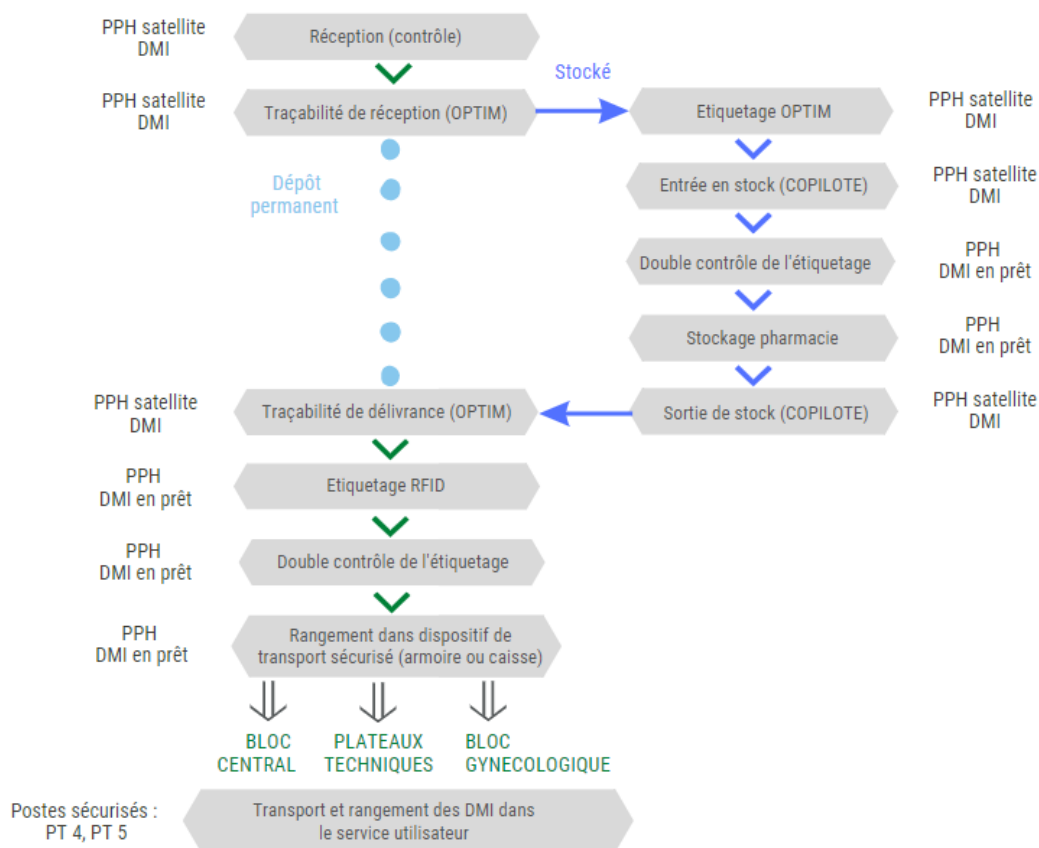 PPH satellite
DMI
Réception (contrôle)
Stocké
PPH satellite
DMI
Traçabilité de réception (OPTIM)
Etiquetage OPTIM
PPH satellite
DMI
Dépôt
permanent
Entrée en stock (COPILOTE)
PPH satellite
DMI
Double contrôle de l'étiquetage
PPH
DMI en prêt
Stockage pharmacie
PPH
DMI en prêt
PPH satellite
DMI
Traçabilité de délivrance (OPTIM)
Sortie de stock (COPILOTE)
PPH satellite
DMI
PPH
DMI en prêt
Etiquetage RFID
PPH
DMI en prêt
Double contrôle de l'étiquetage
PPH
DMI en prêt
Rangement dans dispositif de
transport sécurisé (armoire ou caisse)
BLOC
CENTRAL
PLATEAUX
TECHNIQUES
BLOC
GYNECOLOGIQUE
Postes sécurisés :
PT 4, PT 5
Transport et rangement des DMI dans
le service utilisateur